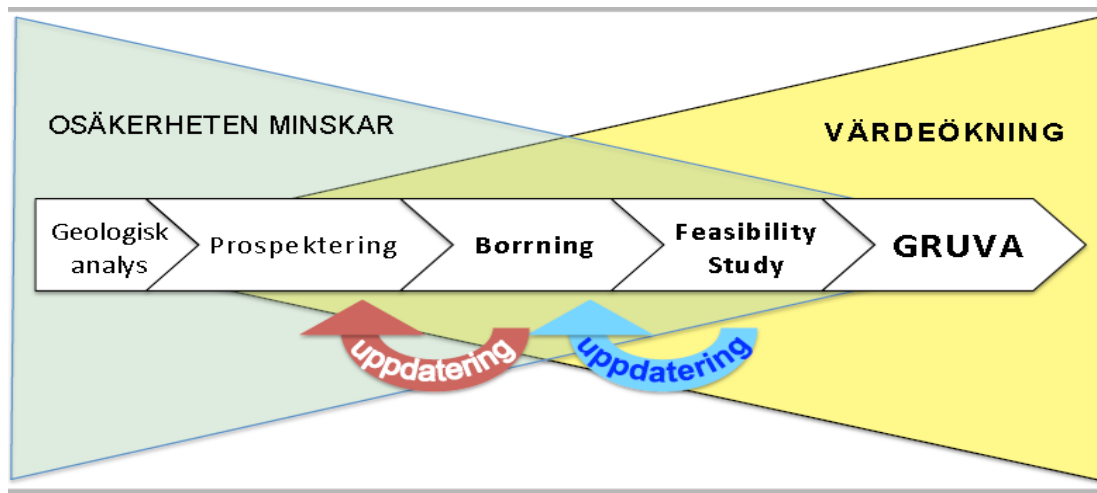 OSÄKERHETEN MINSKAR
VÄRDEÖKNING
Geologisk
analys
Prospektering
Borrning
Feasibility
Study
GRUVA
uppdatering
uppdatering